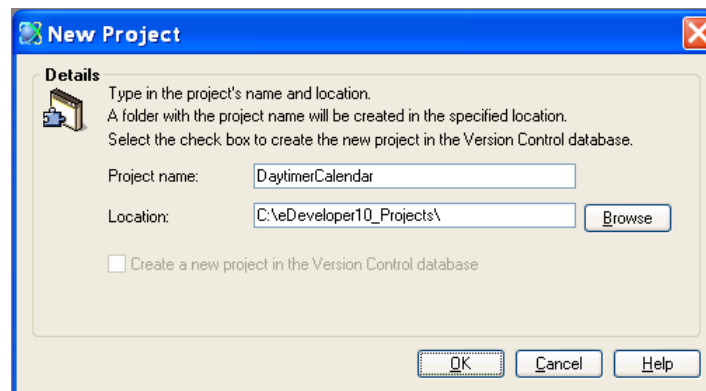 New Project
Details
Type in the project's name and location.
A folder with the project name will be created in the specified location.
Select the check box to create the new project in the Version Control database.
Project name: DaytimerCalendar
Location: C:\eDeveloper10_Projects\ Browse
Create a new project in the Version Control database
OK Cancel Help